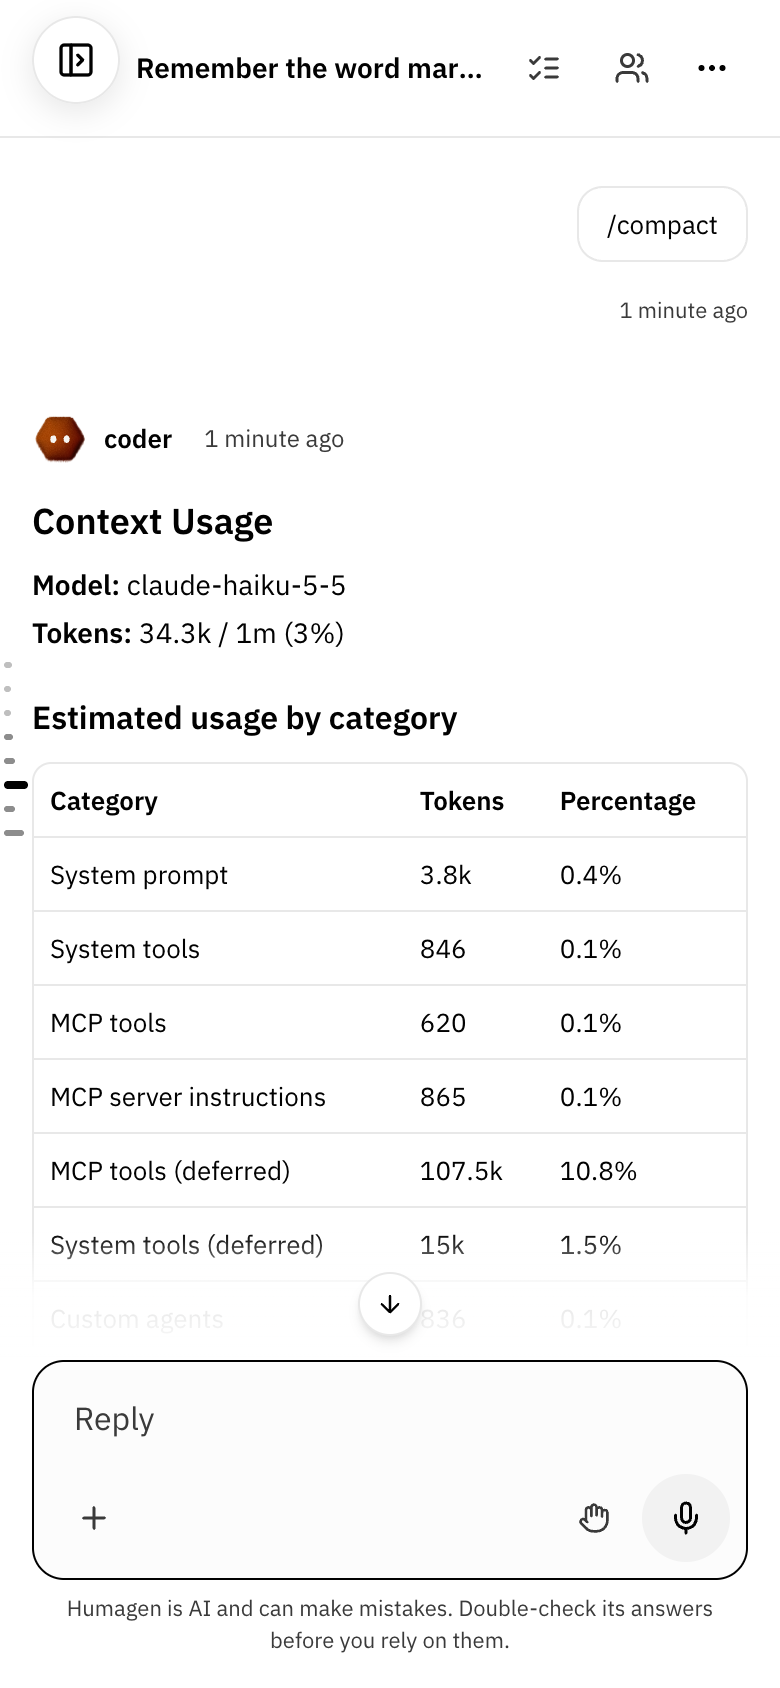 Remember the word mar...
/compact
1 minute ago
coder 1 minute ago
Context Usage
Model: claude-haiku-5-5
Tokens: 34.3k / 1m (3%)
Estimated usage by category
Category Tokens Percentage
System prompt 3.8k 0.4%
System tools 846 0.1%
MCP tools 620 0.1%
MCP server instructions 865 0.1%
MCP tools (deferred) 107.5k 10.8%
System tools (deferred) 15k 1.5%
Custom agents 836 0.1%
Reply
Humagen is AI and can make mistakes. Double-check its answers
before you rely on them.